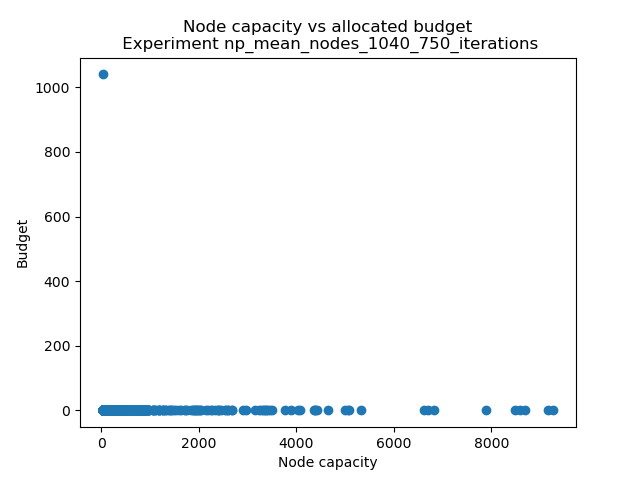 Node capacity vs allocated budget
Experiment np_mean_nodes_1040_750_iterations
1000
800
600
400
200
0
Budget
0 2000 4000 6000 8000
Node capacity